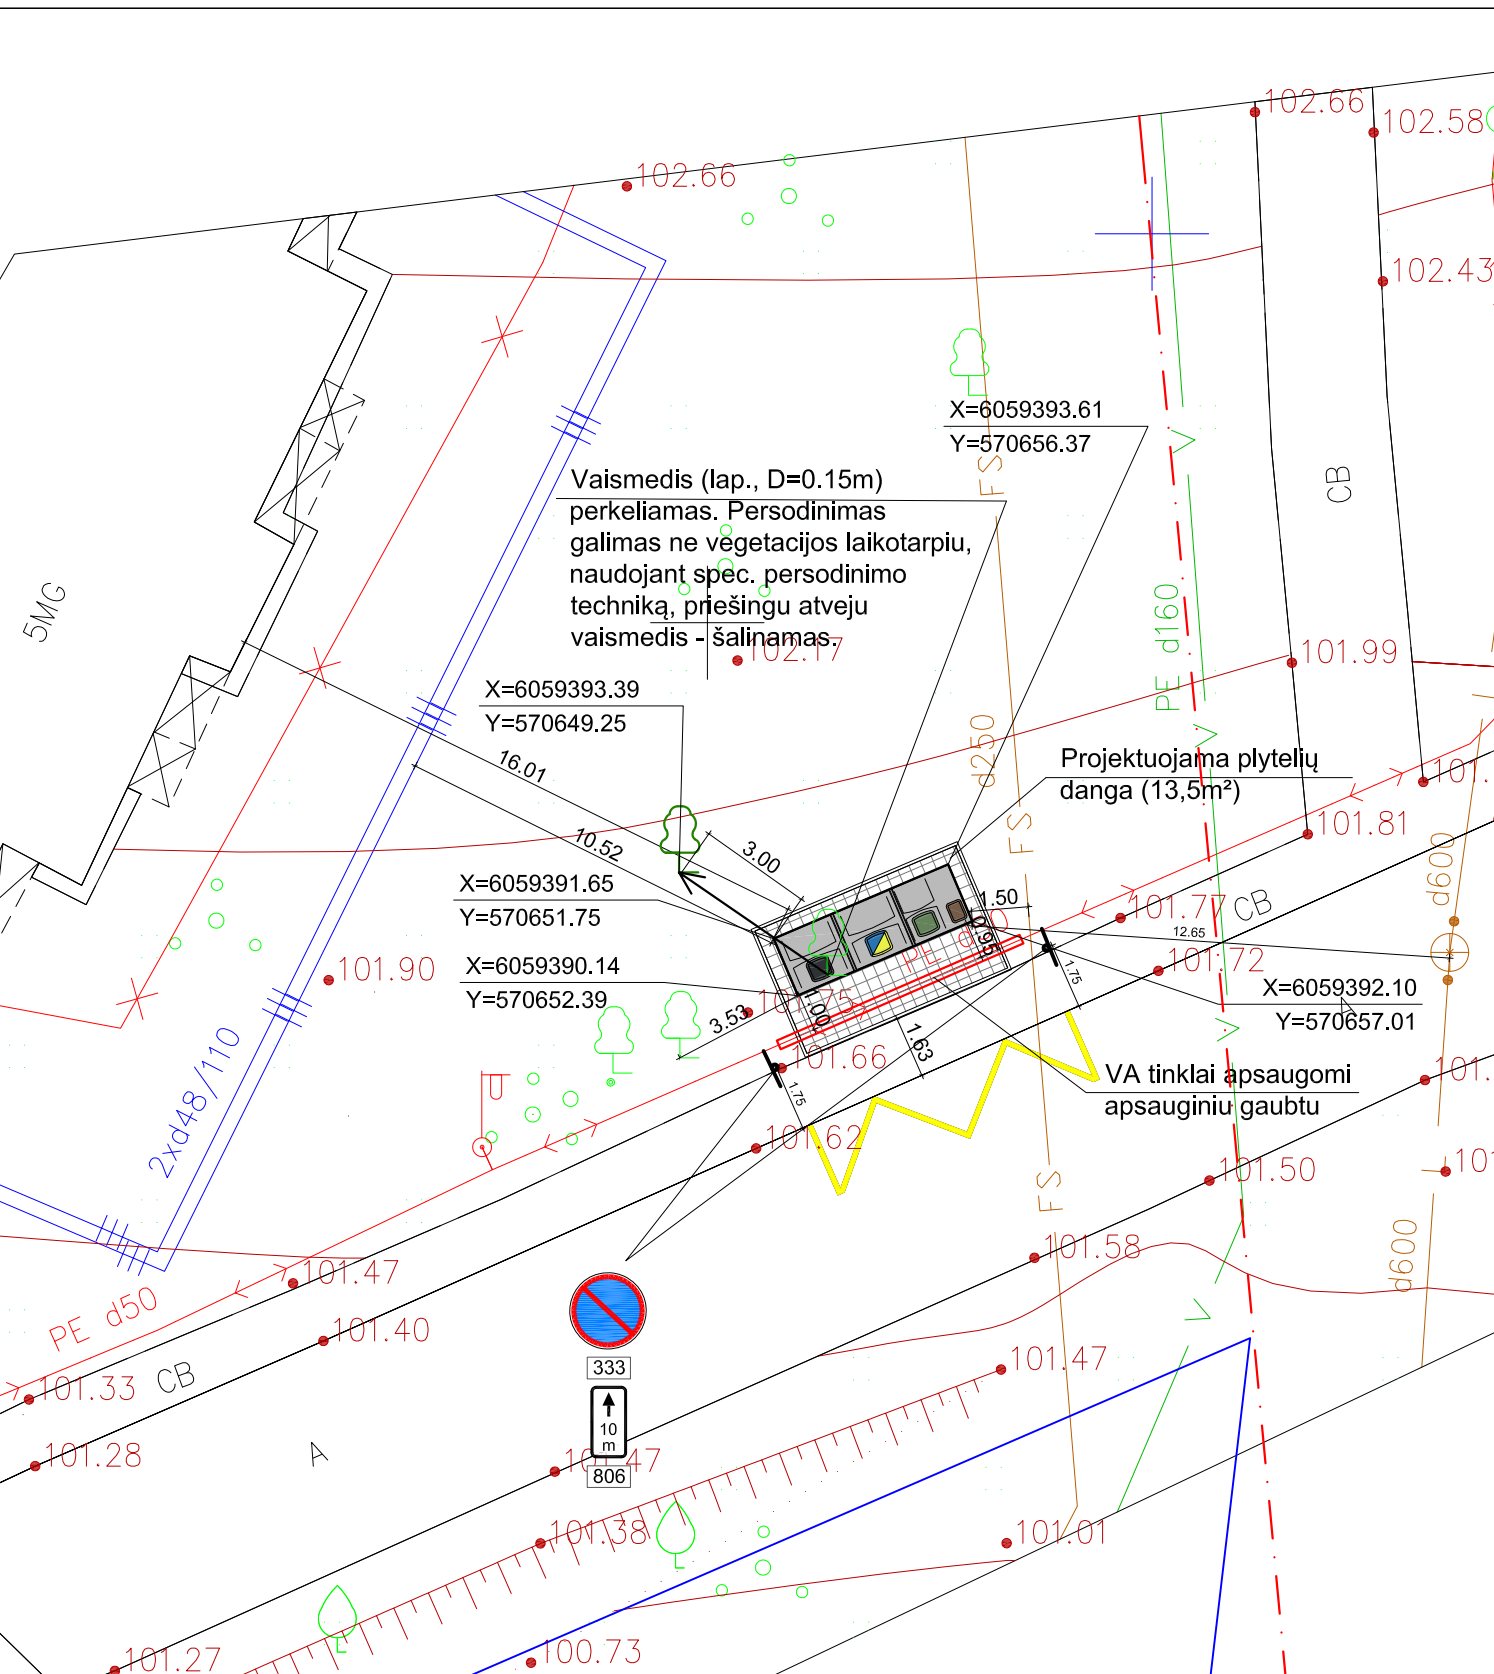 102.66
102.66
102.58
102.43
X=6059393.61
Y=570656.37
FS
V
CB
Vaismedis (lap., D=0.15m)
perkeliamas. Persodinimas
galimas ne vegetacijos laikotarpiu,
naudojant spec. persodinimo
techniką, priešingu atveju
vaismedis - šalinamas.
5MG
102.17
PE d160
101.99
X=6059393.39
Y=570649.25
16.01
d250
V
Projektuojama plytelių
danga (13,5m²)
101.81
10.52
3.00
FS
d600
X=6059391.65
Y=570651.75
1.50
101.77
CB
12.65
0.95
101.90
X=6059390.14
Y=570652.39
101.72
1.75
X=6059392.10
Y=570657.01
3.53
1.00
1.63
V
101.66
1.75
VA tinklai apsaugomi
apsauginiu gaubtu
2xd48/110
101.62
101.50
FS
101.58
d600
101.47
PE d50
101.40
V
333
101.47
101.33
CB
10
m
806
A
101.28
101.47
101.38
101.01
101.27
100.73